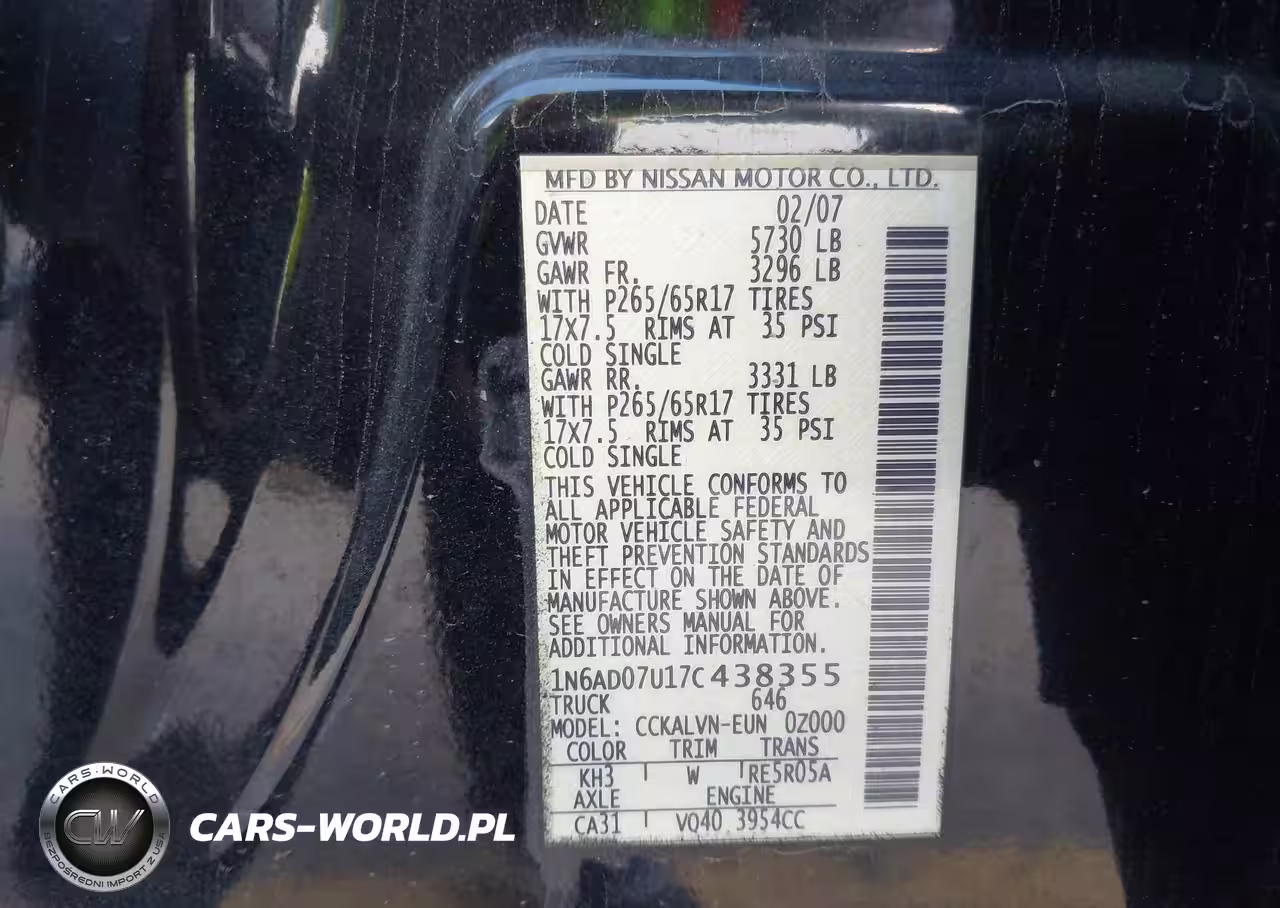 MFD BY NISSAN MOTOR CO., LTD.
DATE 02/07
GVWR 5730 LB
GAWR FR. 3296 LB
WITH P265/65R17 TIRES
17X7.5 RIMS AT 35 PSI
COLD SINGLE
GAWR RR. 3331 LB
WITH P265/65R17 TIRES
17X7.5 RIMS AT 35 PSI
COLD SINGLE
THIS VEHICLE CONFORMS TO
ALL APPLICABLE FEDERAL
MOTOR VEHICLE SAFETY AND
THEFT PREVENTION STANDARDS
IN EFFECT ON THE DATE OF
MANUFACTURE SHOWN ABOVE.
SEE OWNERS MANUAL FOR
ADDITIONAL INFORMATION.
1N6AD07U17C438355
TRUCK 646
MODEL: CCKALVN-EUN 0Z000
COLOR TRIM TRANS
KH3 W RE5R05A
AXLE ENGINE
CA31 VQ40 3954CC
CARS-WORLD
CW
BEZPOŚREDNI IMPORT Z USA
CARS-WORLD.PL